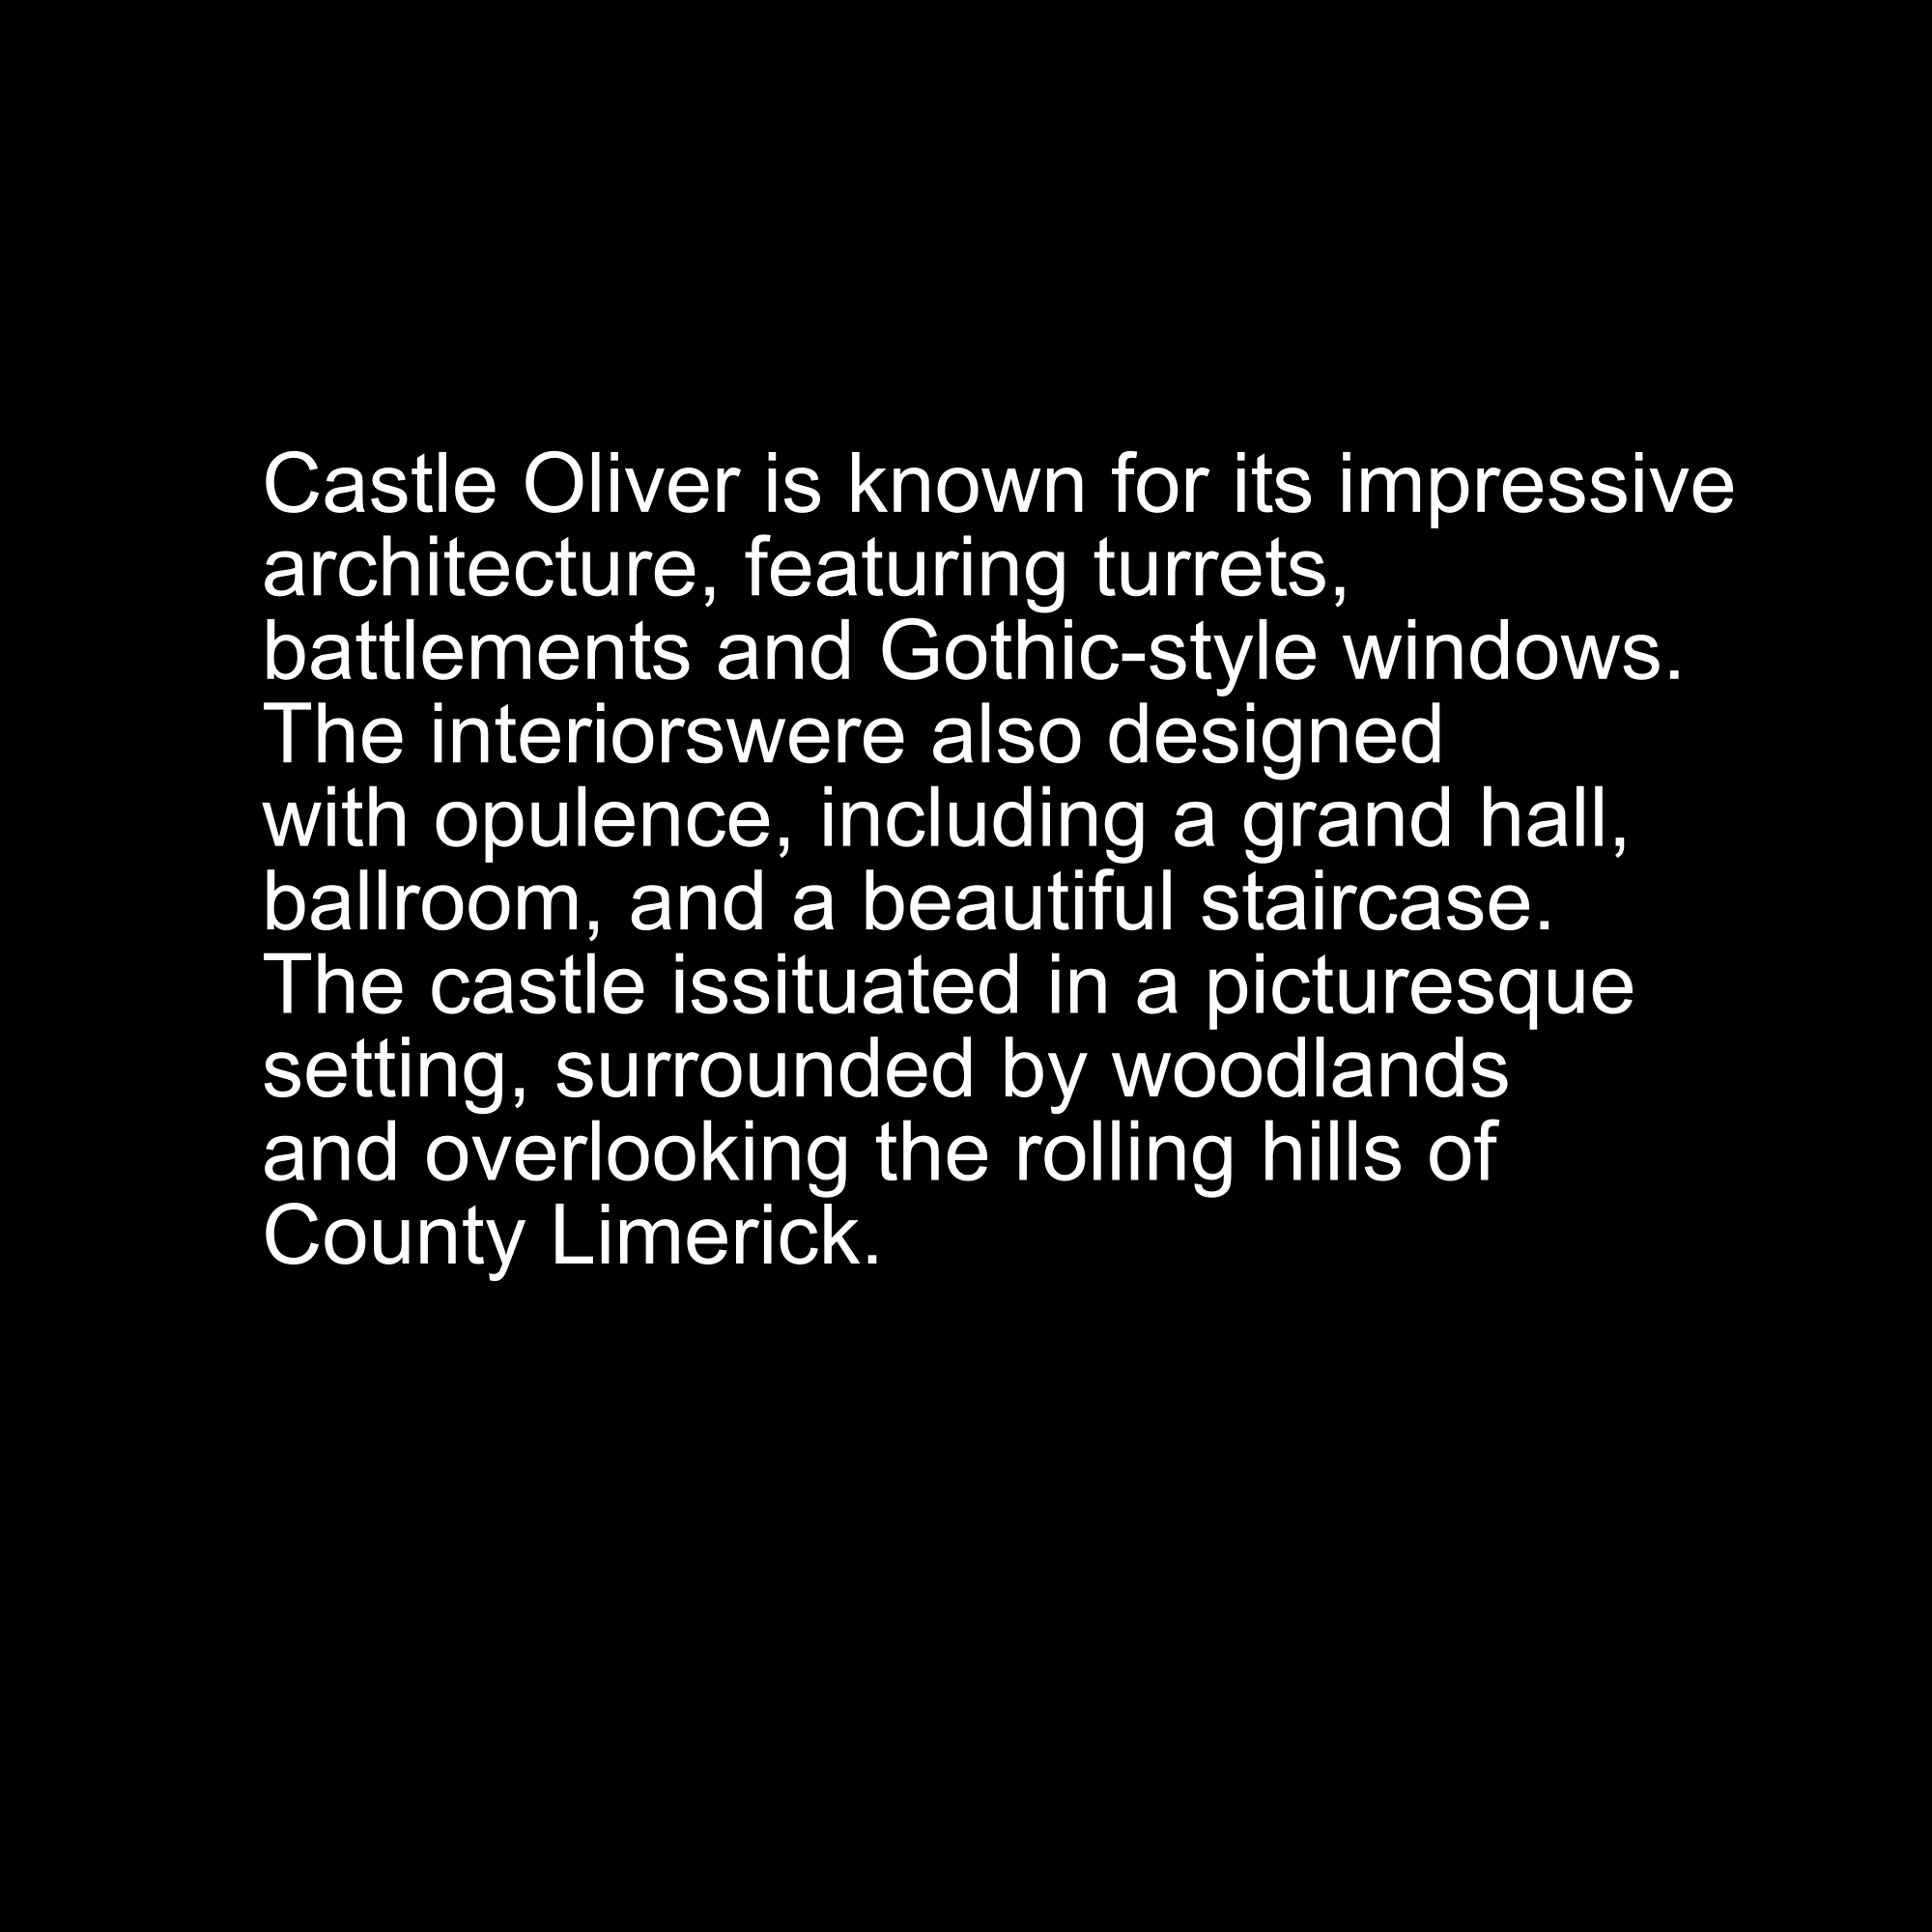 Castle Oliver is known for its impressive
architecture, featuring turrets,
battlements and Gothic-style windows.
The interiorswere also designed
with opulence, including a grand hall,
ballroom, and a beautiful staircase.
The castle issituated in a picturesque
setting, surrounded by woodlands
and overlooking the rolling hills of
County Limerick.